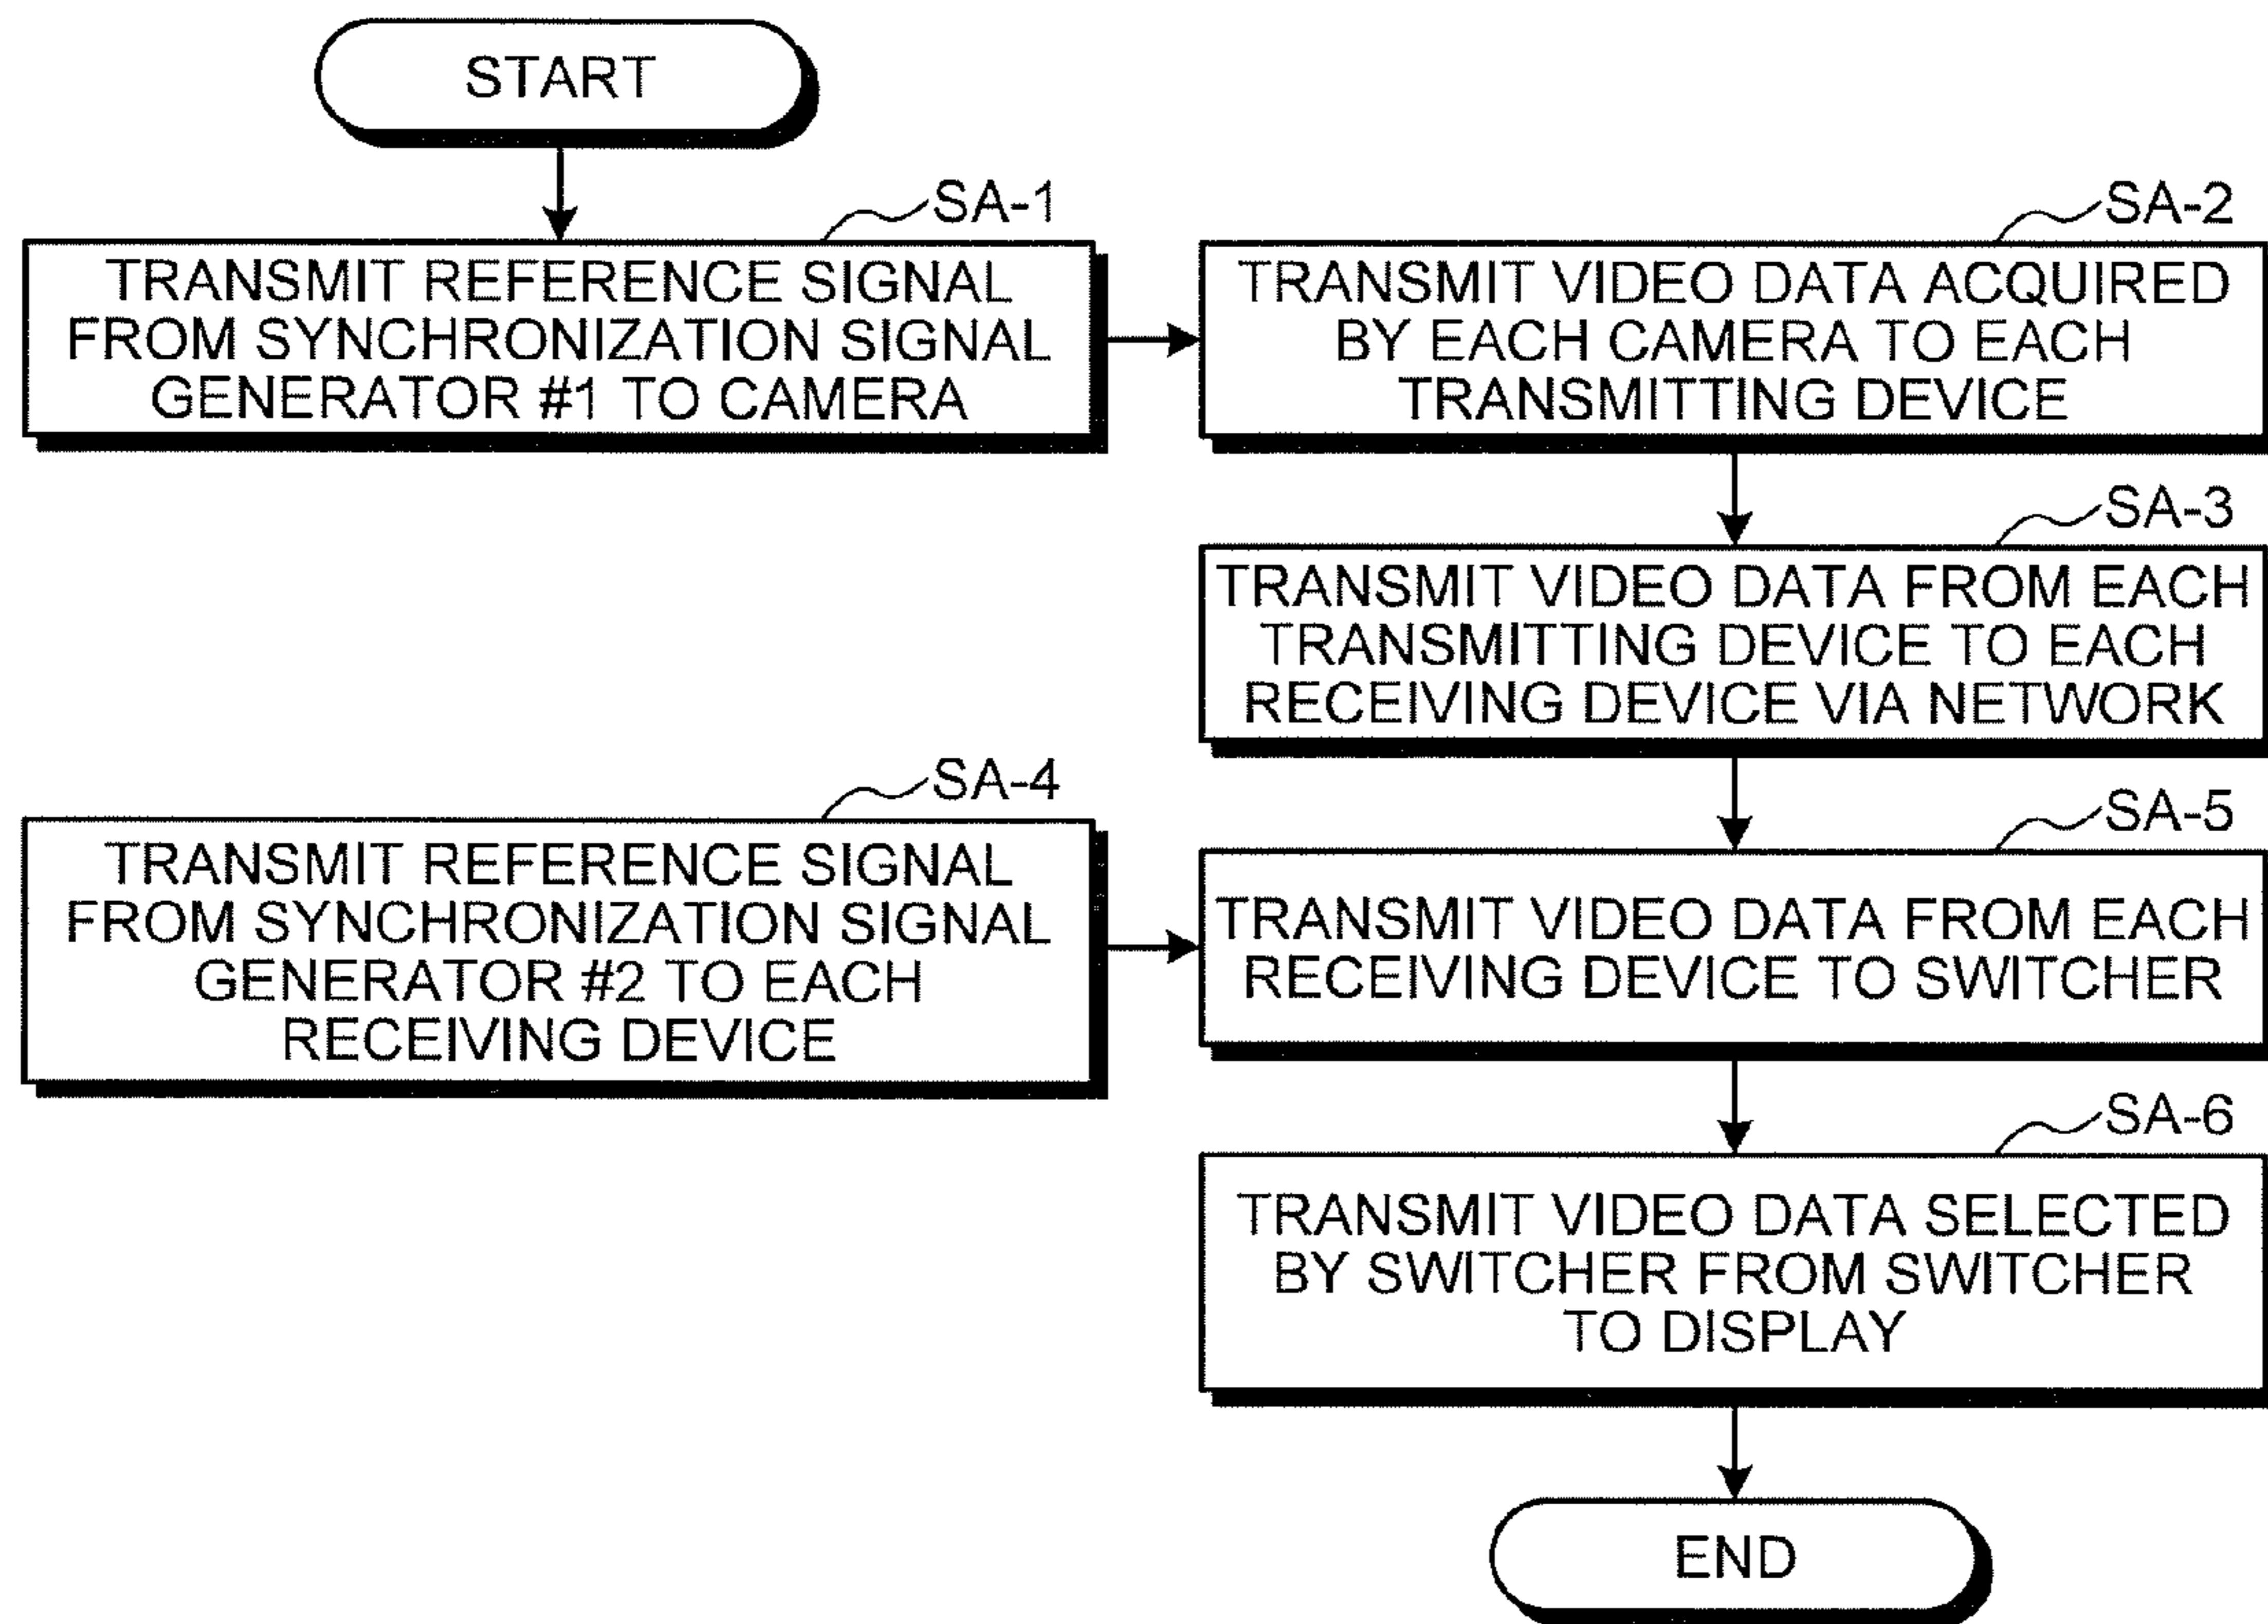 START
SA-1
TRANSMIT REFERENCE SIGNAL
FROM SYNCHRONIZATION SIGNAL
GENERATOR #1 TO CAMERA
SA-2
TRANSMIT VIDEO DATA ACQUIRED
BY EACH CAMERA TO EACH
TRANSMITTING DEVICE
SA-3
TRANSMIT VIDEO DATA FROM EACH
TRANSMITTING DEVICE TO EACH
RECEIVING DEVICE VIA NETWORK
SA-4
TRANSMIT REFERENCE SIGNAL
FROM SYNCHRONIZATION SIGNAL
GENERATOR #2 TO EACH
RECEIVING DEVICE
SA-5
TRANSMIT VIDEO DATA FROM EACH
RECEIVING DEVICE TO SWITCHER
SA-6
TRANSMIT VIDEO DATA SELECTED
BY SWITCHER FROM SWITCHER
TO DISPLAY
END